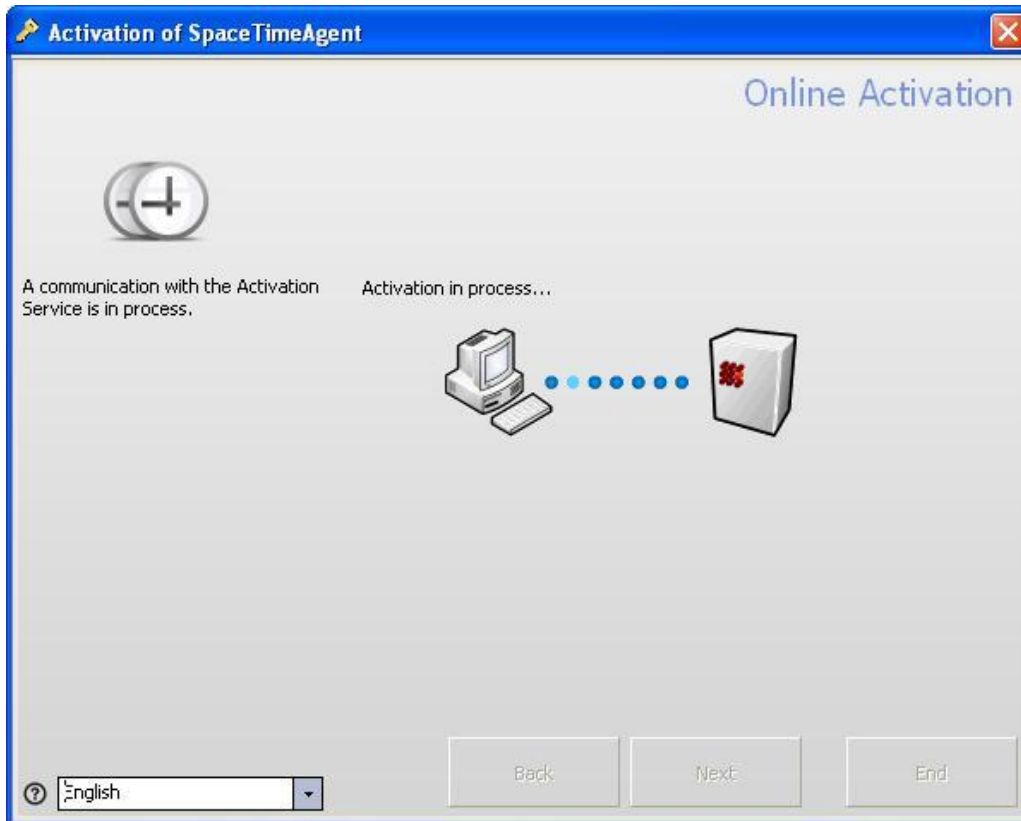 Activation of SpaceTimeAgent
Online Activation
A communication with the Activation
Service is in process.
Activation in process...
Back
Next
End
English